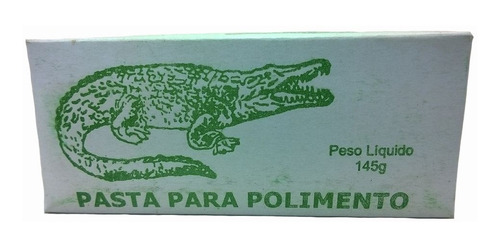 Peso Liquido
145g
PASTA PARA POLIMENTO